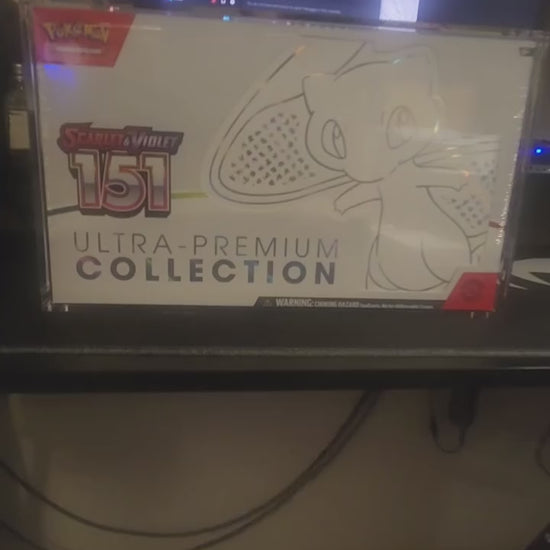 Pokémon
SCARLET & VIOLET
151
ULTRA-PREMIUM
COLLECTION
WARNING: CHOKING HAZARD